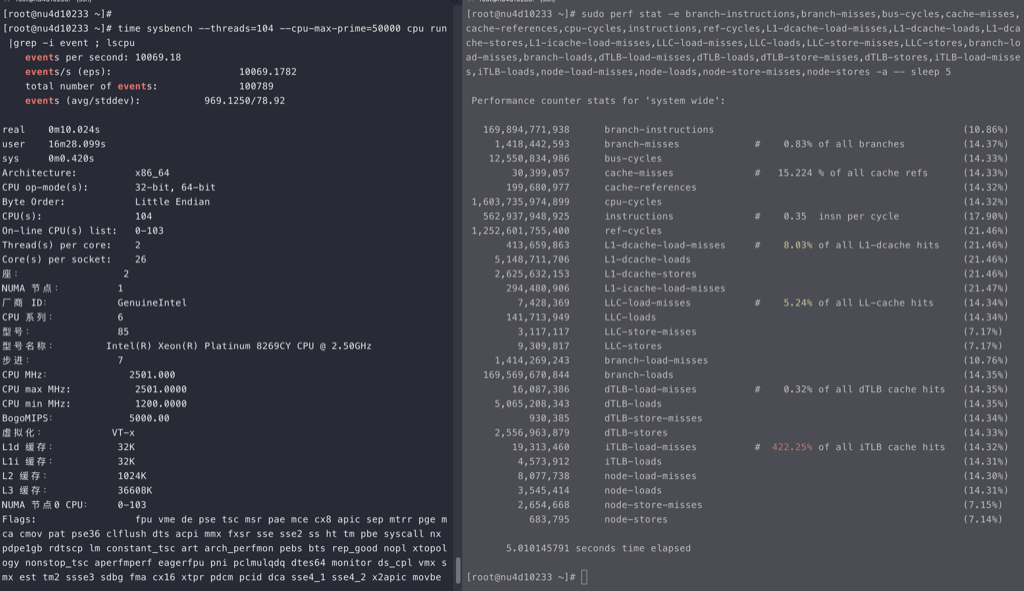 [root@nu4d10233 ~]#
[root@nu4d10233 ~]# time sysbench --threads=104 --cpu-max-prime=50000 cpu run
|grep -i event ; lscpu
events per second: 10069.18
events/s (eps): 10069.1782
total number of events: 100789
events (avg/stddev): 969.1250/78.92
real 0m10.024s
user 16m28.099s
sys 0m0.420s
Architecture: x86_64
CPU op-mode(s): 32-bit, 64-bit
Byte Order: Little Endian
CPU(s): 104
On-line CPU(s) list: 0-103
Thread(s) per core: 2
Core(s) per socket: 26
座： 2
NUMA 节点： 1
厂商 ID： GenuineIntel
CPU 系列： 6
型号： 85
型号名称： Intel(R) Xeon(R) Platinum 8269CY CPU @ 2.50GHz
步进： 7
CPU MHz: 2501.000
CPU max MHz: 2501.0000
CPU min MHz: 1200.0000
BogoMIPS: 5000.00
虚拟化： VT-x
L1d 缓存： 32K
L1i 缓存： 32K
L2 缓存： 1024K
L3 缓存： 36608K
NUMA 节点0 CPU： 0-103
Flags: fpu vme de pse tsc msr pae mce cx8 apic sep mtrr pge m
ca cmov pat pse36 clflush dts acpi mmx fxsr sse sse2 ss ht tm pbe syscall nx
pdpe1gb rdtscp lm constant_tsc art arch_perfmon pebs bts rep_good nopl xtopol
ogy nonstop_tsc aperfmperf eagerfpu pni pclmulqdq dtes64 monitor ds_cpl vmx s
mx est tm2 ssse3 sdbg fma cx16 xtpr pdcm pcid dca sse4_1 sse4_2 x2apic movbe
[root@nu4d10233 ~]# sudo perf stat -e branch-instructions,branch-misses,bus-cycles,cache-misses,
cache-references,cpu-cycles,instructions,ref-cycles,L1-dcache-load-misses,L1-dcache-loads,L1-dca
che-stores,L1-icache-load-misses,LLC-load-misses,LLC-loads,LLC-store-misses,LLC-stores,branch-lo
ad-misses,branch-loads,dTLB-load-misses,dTLB-loads,dTLB-store-misses,dTLB-stores,iTLB-load-misse
s,iTLB-loads,node-load-misses,node-loads,node-store-misses,node-stores -a -- sleep 5
Performance counter stats for 'system wide':
169,894,771,938 branch-instructions (10.86%)
1,418,442,593 branch-misses # 0.83% of all branches (14.37%)
12,550,834,986 bus-cycles (14.33%)
30,399,057 cache-misses # 15.224 % of all cache refs (14.33%)
199,680,977 cache-references (14.32%)
1,603,735,974,899 cpu-cycles (14.32%)
562,937,948,925 instructions # 0.35 insn per cycle (17.90%)
1,252,601,755,400 ref-cycles (21.46%)
413,659,863 L1-dcache-load-misses # 8.03% of all L1-dcache hits (21.46%)
5,148,711,706 L1-dcache-loads (21.46%)
2,625,632,153 L1-dcache-stores (21.46%)
294,480,906 L1-icache-load-misses (21.47%)
7,428,369 LLC-load-misses # 5.24% of all LL-cache hits (14.34%)
141,713,949 LLC-loads (14.34%)
3,117,117 LLC-store-misses (7.17%)
9,309,817 LLC-stores (7.17%)
1,414,269,243 branch-load-misses (10.76%)
169,569,670,844 branch-loads (14.35%)
16,087,386 dTLB-load-misses # 0.32% of all dTLB cache hits (14.35%)
5,065,208,343 dTLB-loads (14.35%)
930,385 dTLB-store-misses (14.34%)
2,556,963,879 dTLB-stores (14.33%)
19,313,460 iTLB-load-misses # 422.25% of all iTLB cache hits (14.32%)
4,573,912 iTLB-loads (14.31%)
8,077,738 node-load-misses (14.30%)
3,545,414 node-loads (14.31%)
2,654,668 node-store-misses (7.15%)
683,795 node-stores (7.14%)
5.010145791 seconds time elapsed
[root@nu4d10233 ~]#